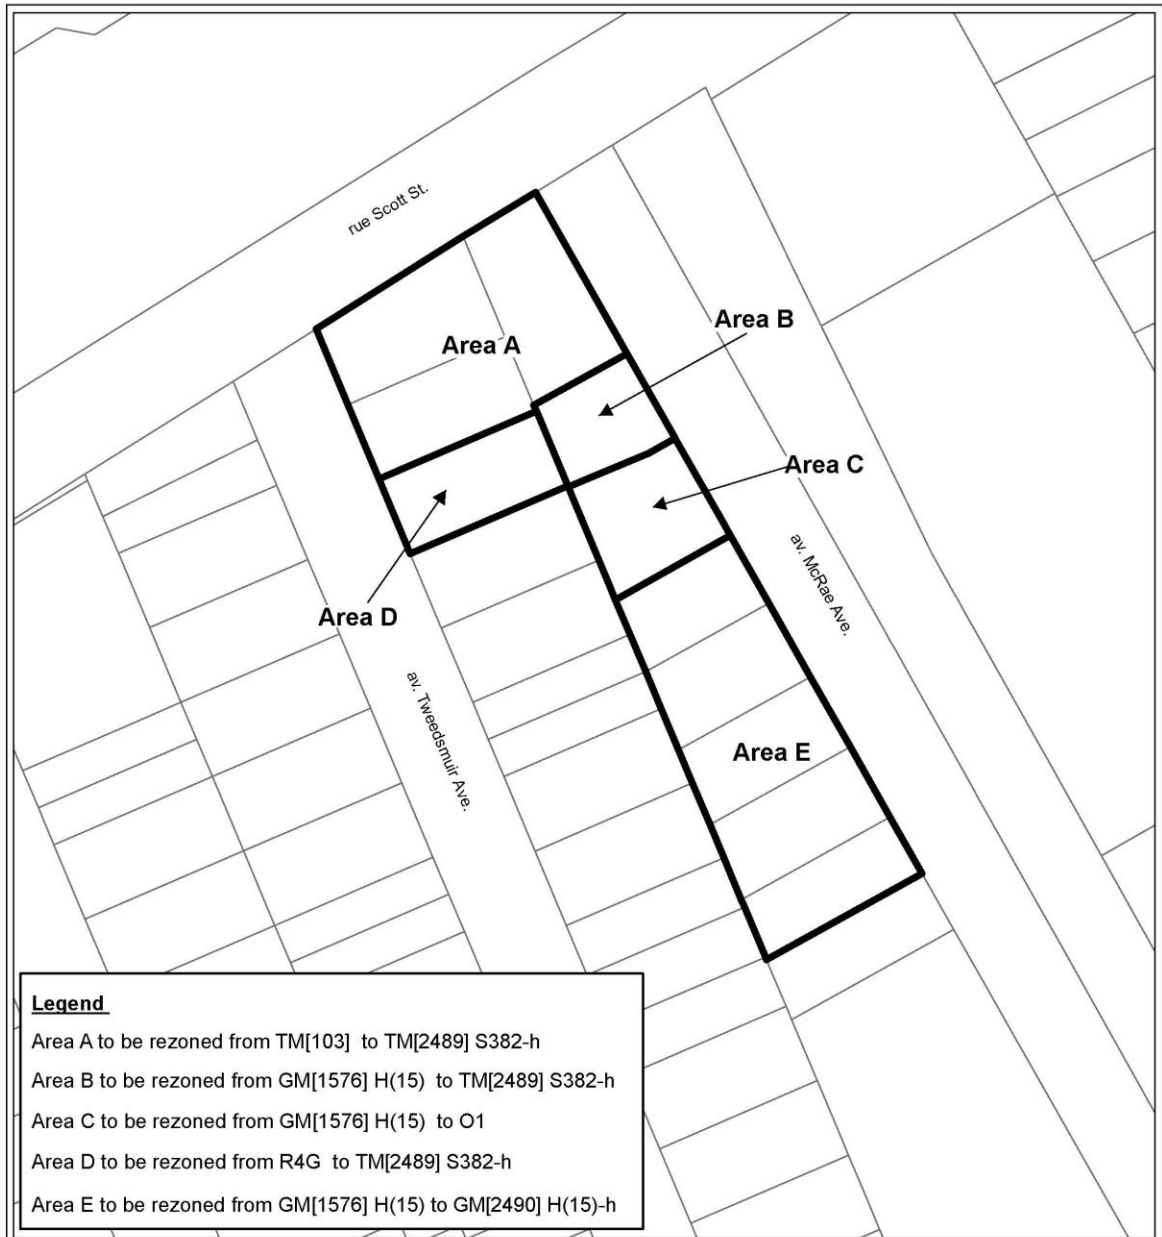 rue Scott St.
Area A
Area B
Area C
Area D
av. McRae Ave.
av. Tweedsmuir Ave.
Area E
Legend
Area A to be rezoned from TM[103] to TM[2489] S382-h
Area B to be rezoned from GM[1576] H(15) to TM[2489] S382-h
Area C to be rezoned from GM[1576] H(15) to O1
Area D to be rezoned from R4G to TM[2489] S382-h
Area E to be rezoned from GM[1576] H(15) to GM[2490] H(15)-h